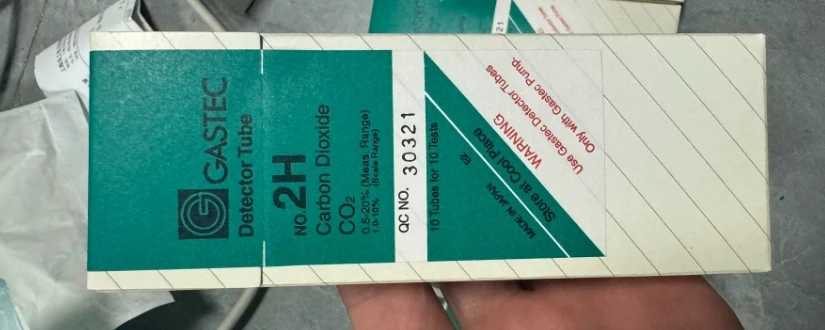 GASTEC
Detector Tube
NO. 2H
Carbon Dioxide
CO2
0.5-20% (Meas. Range)
1.0-10% (Scale Range)
QC NO. 30321
10 Tubes for 10 Tests
MADE IN JAPAN
Store at Cool Place
WARNING
Use Gastec Detector Tubes
Only with Gastec Pump.
21